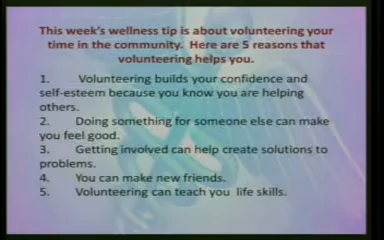 This week's wellness tip is about volunteering your
time in the community. Here are 5 reasons that
volunteering helps you.
1. Volunteering builds your confidence and
self-esteem because you know you are helping
others.
2. Doing something for someone else can make
you feel good.
3. Getting involved can help create solutions to
problems.
4. You can make new friends.
5. Volunteering can teach you life skills.